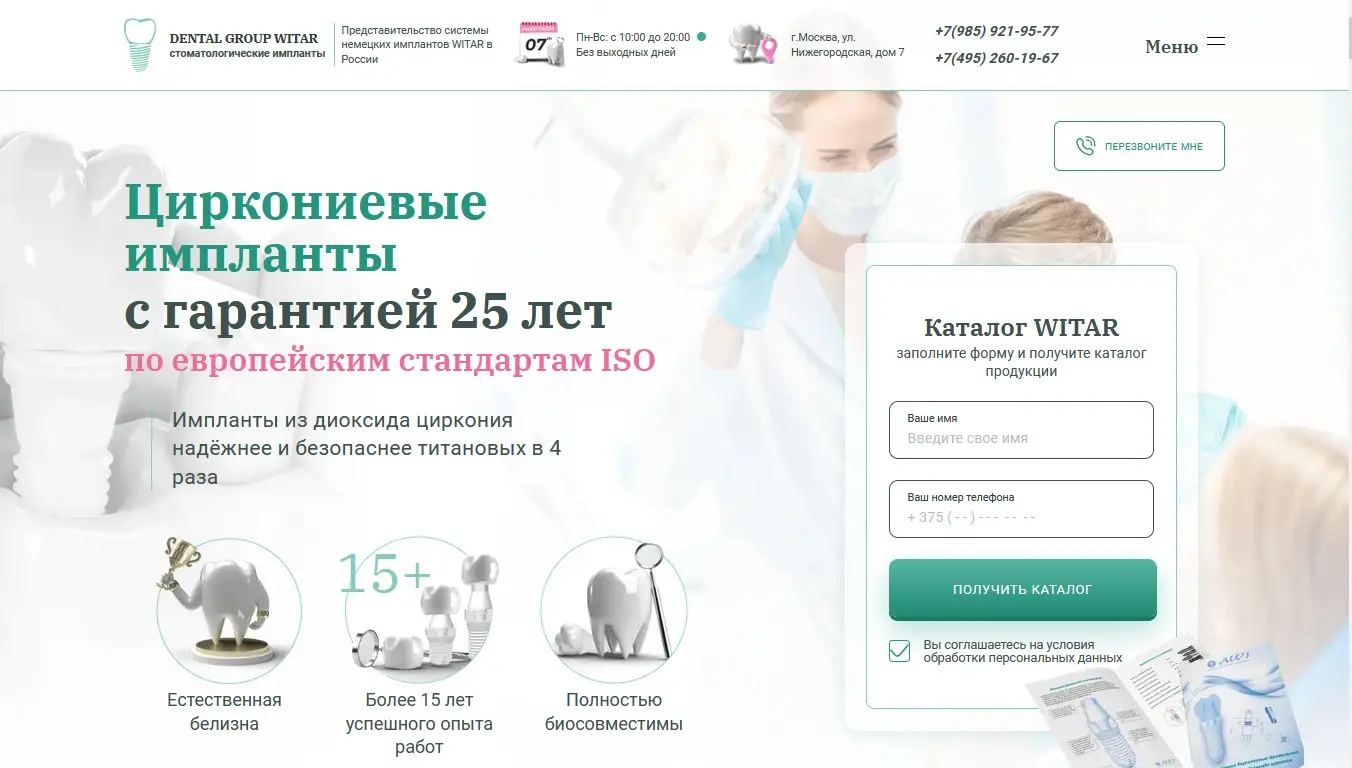 DENTAL GROUP WITAR
стоматологические импланты
Представительство системы
немецких имплантов WITAR в
России
07
Пн-Вс: с 10:00 до 20:00
Без выходных дней
г.Москва, ул.
Нижегородская, дом 7
+7(985) 921-95-77
+7(495) 260-19-67
Меню
ПЕРЕЗВОНИТЕ МНЕ
Циркониевые
импланты
с гарантией 25 лет
по европейским стандартам ISO
Импланты из диоксида циркония
надёжнее и безопаснее титановых в 4
раза
15+
Естественная
белизна
Более 15 лет
успешного опыта
работ
Полностью
биосовместимы
Каталог WITAR
заполните форму и получите каталог
продукции
Ваше имя
Введите свое имя
Ваш номер телефона
+ 375 ( - - ) - - - -- -- --
ПОЛУЧИТЬ КАТАЛОГ
Вы соглашаетесь на условия
обработки персональных данных